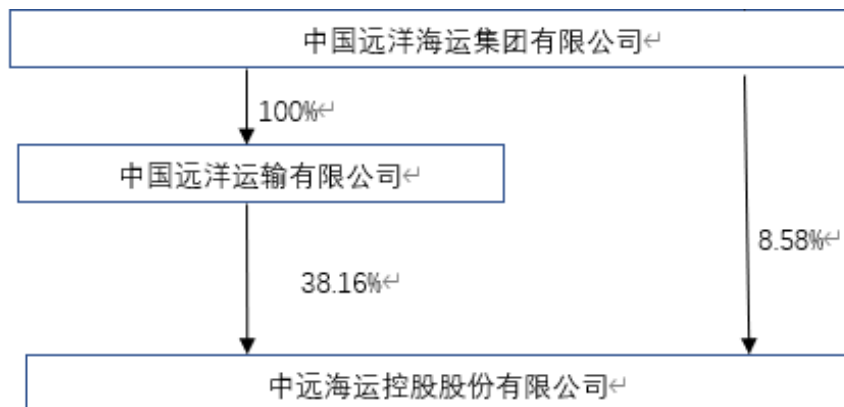 中国远洋海运集团有限公司↵
100%↵
中国远洋运输有限公司↵
8.58%↵
38.16%↵
中远海运控股股份有限公司↵